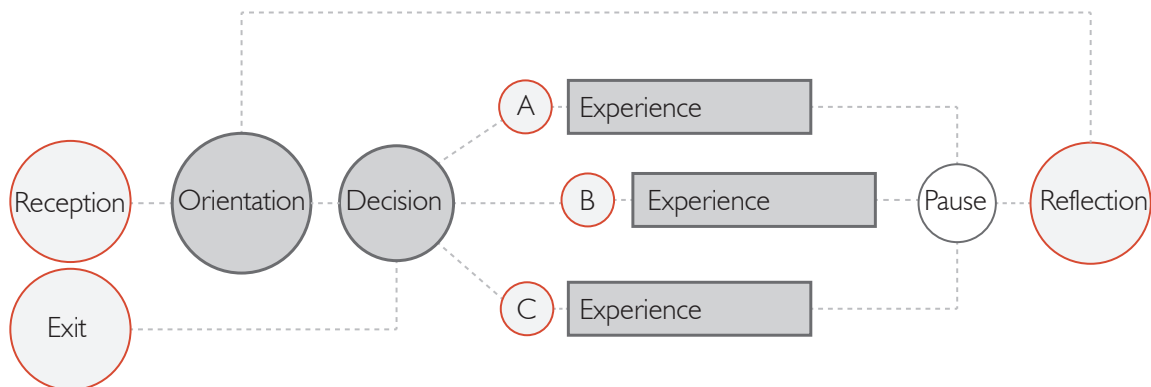 Reception
Orientation
Decision
A
Experience
B
Experience
C
Experience
Pause
Reflection
Exit